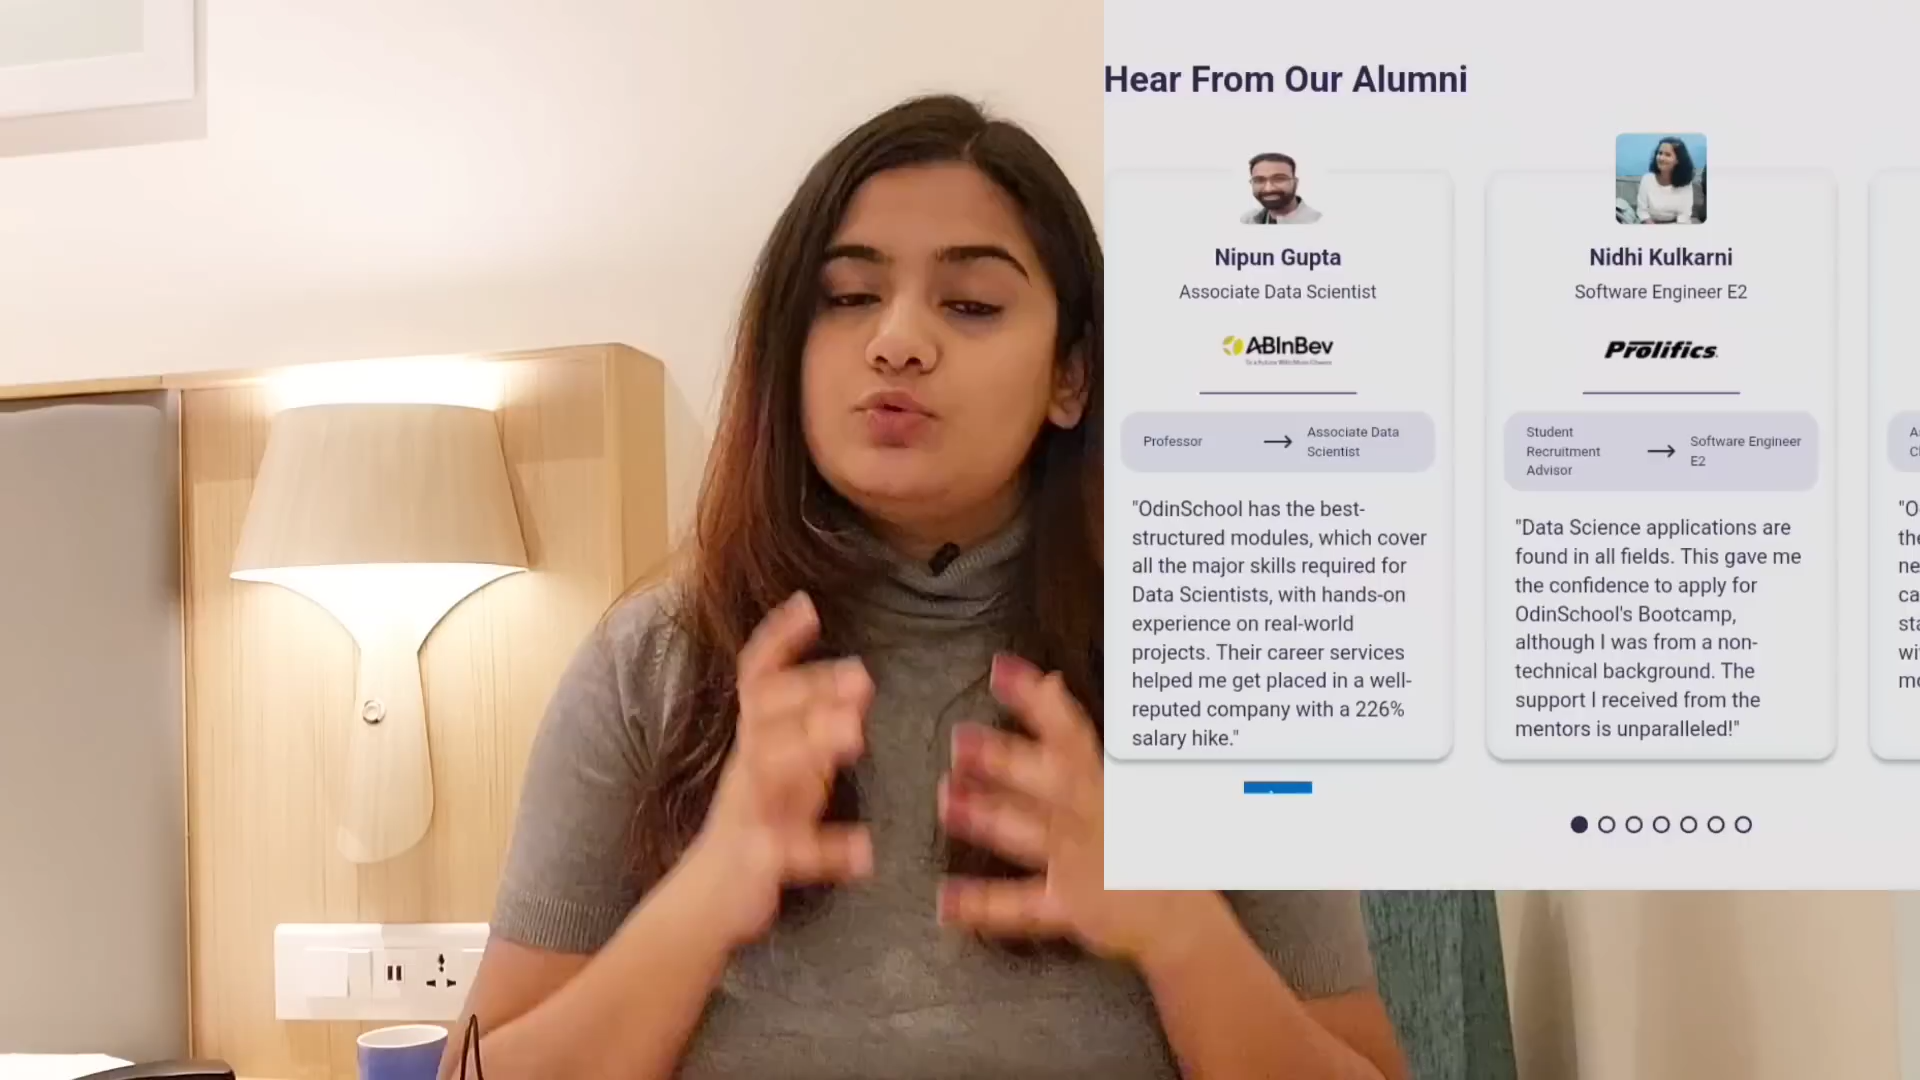 Hear From Our Alumni
Nipun Gupta
Associate Data Scientist
ABInBev
Professor
Associate Data
Scientist
"OdinSchool has the best-
structured modules, which cover
all the major skills required for
Data Scientists, with hands-on
experience on real-world
projects. Their career services
helped me get placed in a well-
reputed company with a 226%
salary hike."
Nidhi Kulkarni
Software Engineer E2
Prolifics
Student
Recruitment
Advisor
Software Engineer
E2
"Data Science applications are
found in all fields. This gave me
the confidence to apply for
OdinSchool's Bootcamp,
although I was from a non-
technical background. The
support I received from the
mentors is unparalleled!"